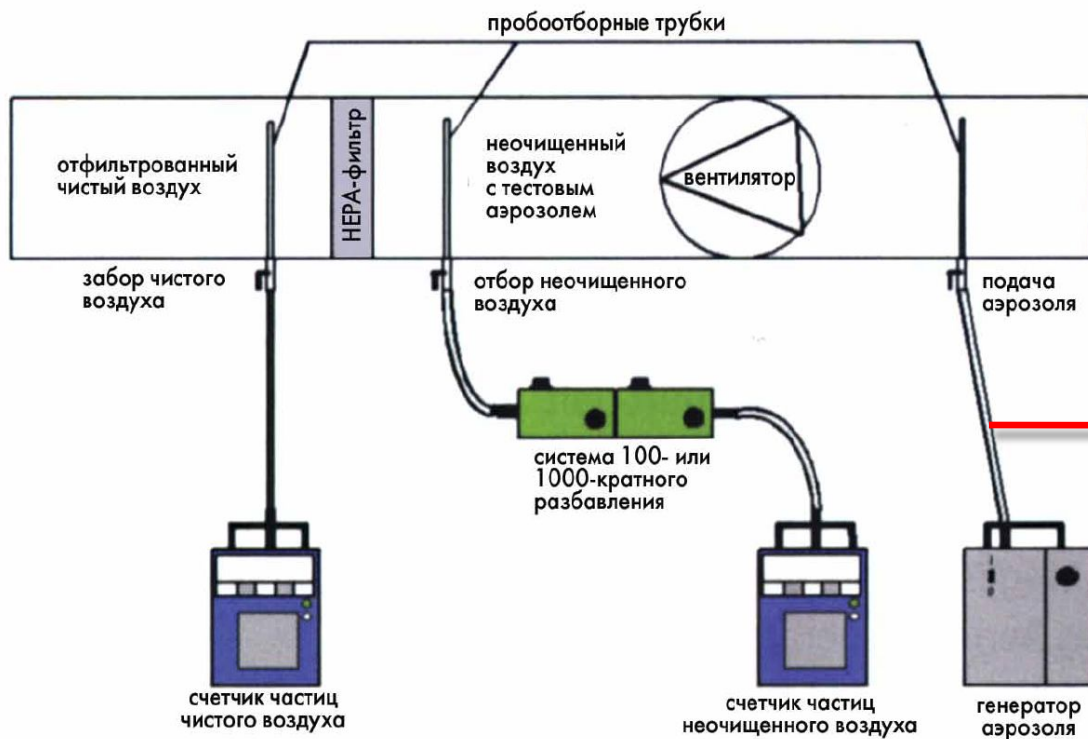 пробоотборные трубки
отфильтрованный
чистый воздух
НЕРА-фильтр
неочищенный
воздух
с тестовым
аэрозолем
вентилятор
забор чистого
воздуха
отбор неочищенного
воздуха
подача
аэрозоля
система 100- или
1000-кратного
разбавления
счетчик частиц
чистого воздуха
счетчик частиц
неочищенного воздуха
генератор
аэрозоля